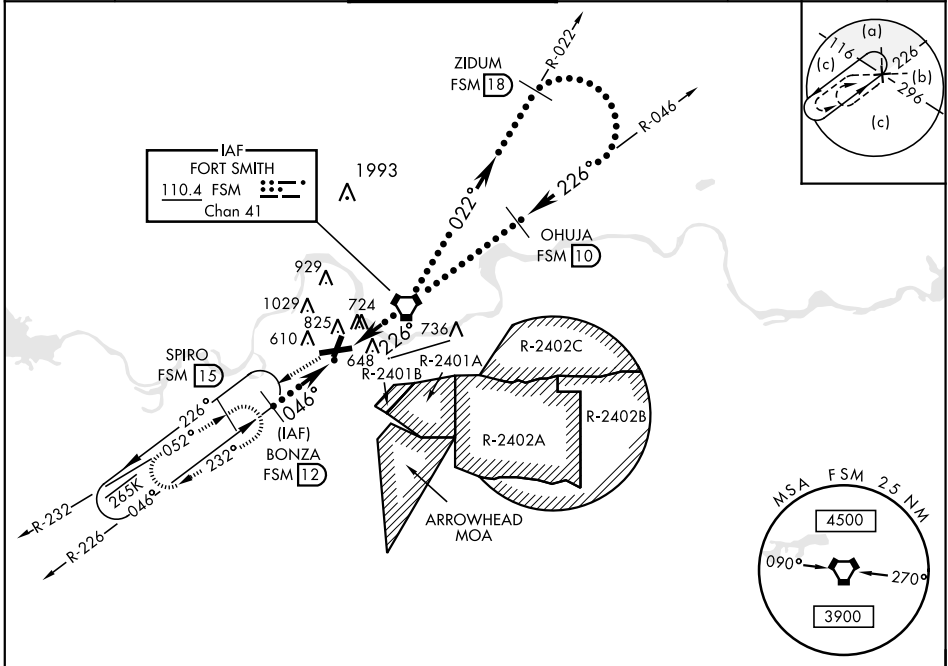 R-022
ZIDUM
FSM 18
R-046
(a)
116
226
(c)
(b)
296
(c)
IAF
FORT SMITH
110.4 FSM
Chan 41
1993
022°
226°
OHUJA
FSM 10
929
1029
724
825
610
648
226°
736
SPIRO
FSM 15
R-2401B
R-2401A
R-2402C
R-2402A
R-2402B
226°
052°
046°
(IAF)
BONZA
FSM 12
232°
265K
046°
R-232
R-226
ARROWHEAD
MOA
MSA FSM 25 NM
4500
090°
270°
3900